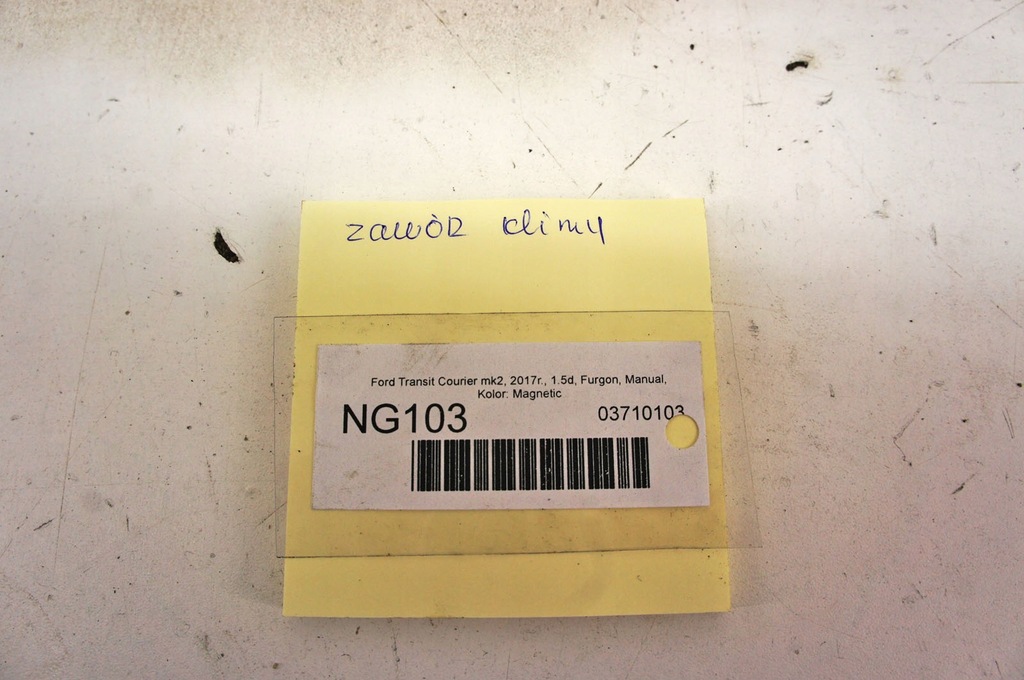 zawór klimy
Ford Transit Courier mk2, 2017r., 1.5d, Furgon, Manual,
Kolor: Magnetic
NG103 03710103